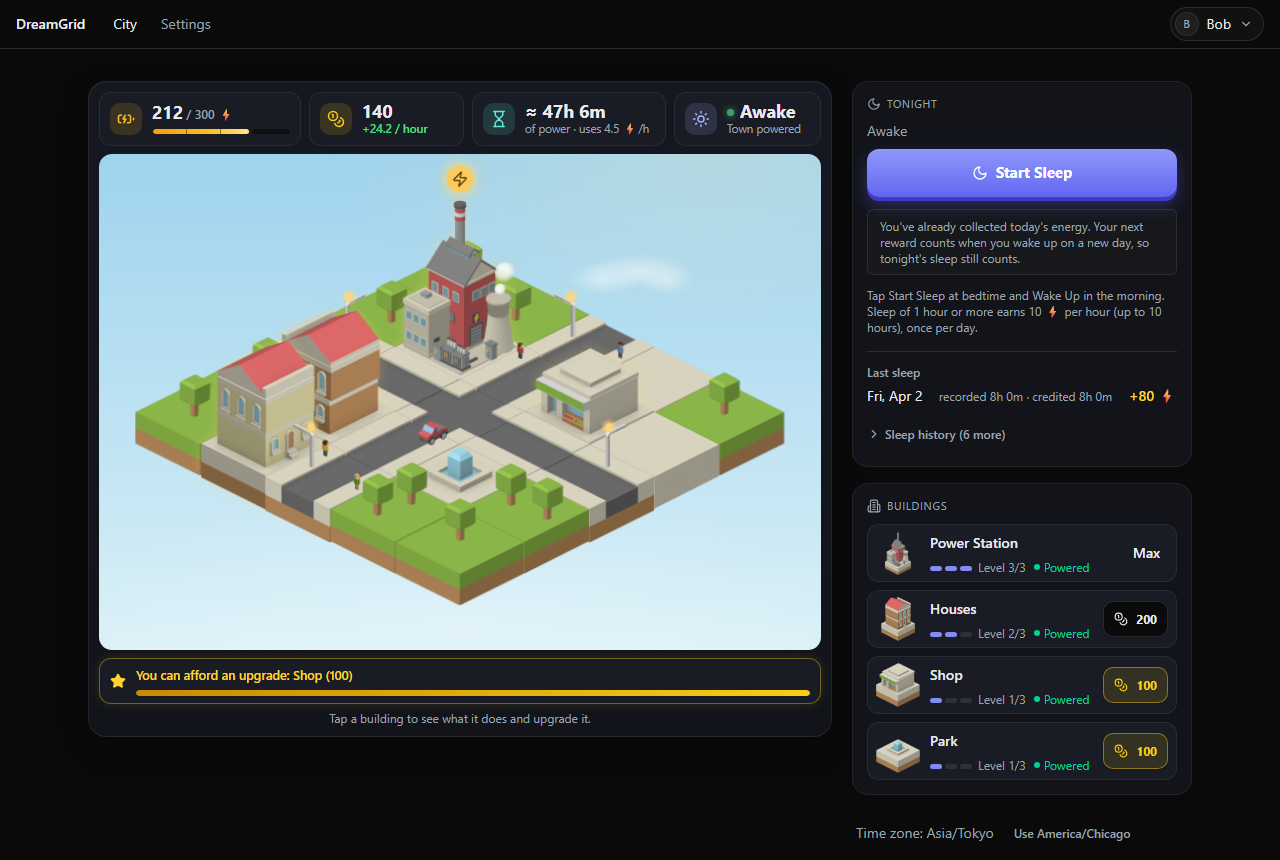 DreamGrid
City
Settings
B
Bob
212 / 300
140
+24.2 / hour
≈ 47h 6m
of power · uses 4.5 /h
Awake
Town powered
You can afford an upgrade: Shop (100)
Tap a building to see what it does and upgrade it.
TONIGHT
Awake
Start Sleep
You've already collected today's energy. Your next
reward counts when you wake up on a new day, so
tonight's sleep still counts.
Tap Start Sleep at bedtime and Wake Up in the morning.
Sleep of 1 hour or more earns 10 per hour (up to 10
hours), once per day.
Last sleep
Fri, Apr 2 recorded 8h 0m · credited 8h 0m +80
Sleep history (6 more)
BUILDINGS
Power Station
Level 3/3 Powered
Max
Houses
Level 2/3 Powered
200
Shop
Level 1/3 Powered
100
Park
Level 1/3 Powered
100
Time zone: Asia/Tokyo
Use America/Chicago